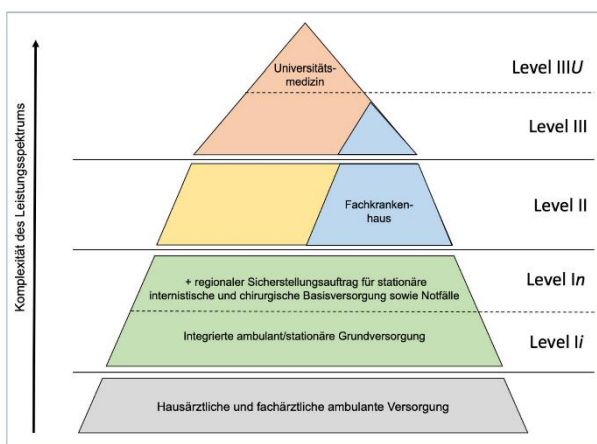 Komplexität des Leistungsspektrums
Universitäts-
medizin
Level IIIU
Level III
Fachkranken-
haus
Level II
+ regionaler Sicherstellungsauftrag für stationäre
internistische und chirurgische Basisversorgung sowie Notfälle
Level In
Integrierte ambulant/stationäre Grundversorgung
Level Ii
Hausärztliche und fachärztliche ambulante Versorgung